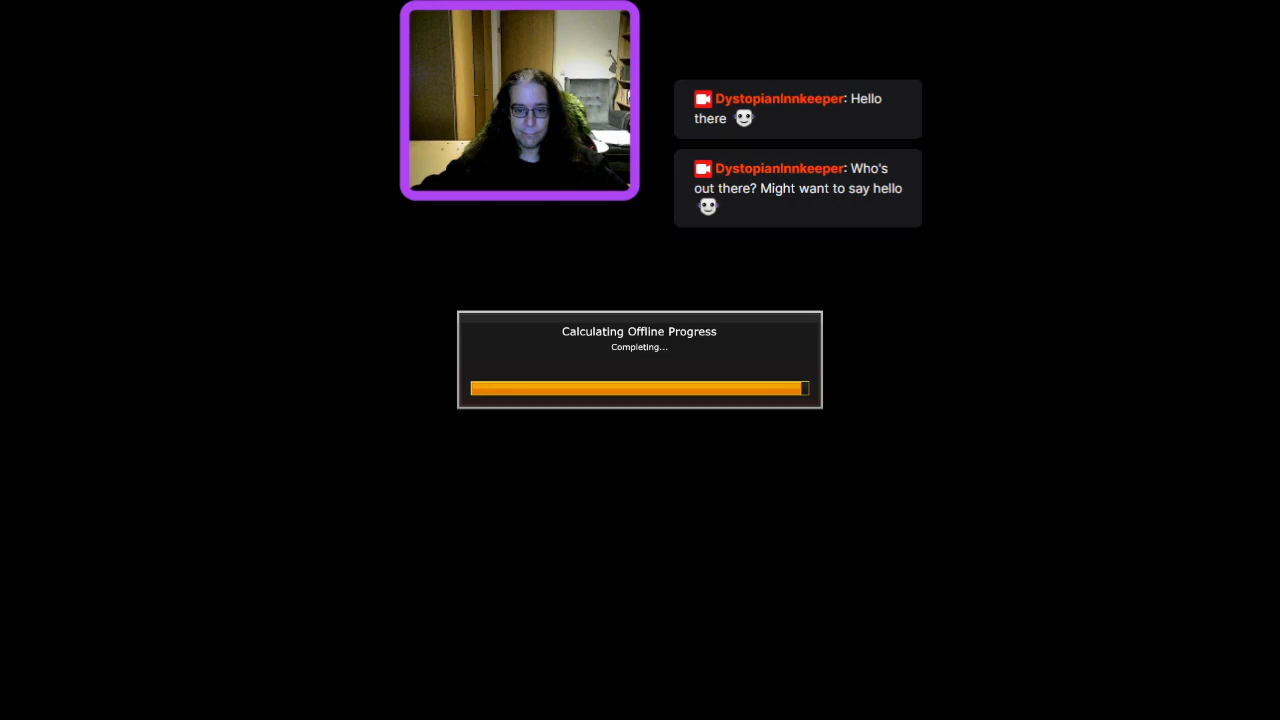 DystopianInnkeeper: Hello
there
DystopianInnkeeper: Who's
out there? Might want to say hello
Calculating Offline Progress
Completing...